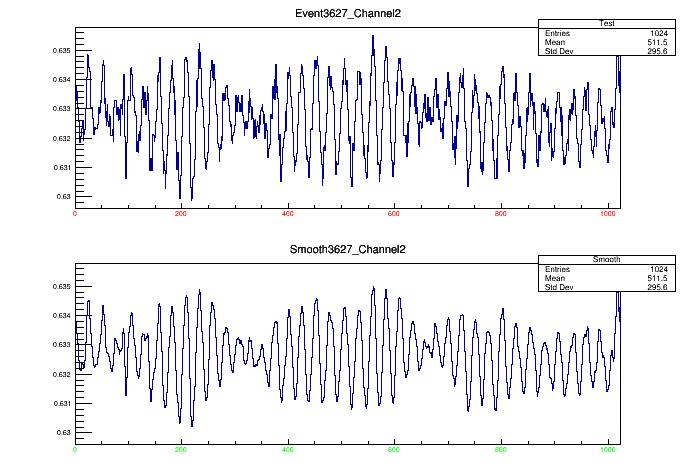 Event3627_Channel2
Test
Entries 1024
Mean 511.5
Std Dev 295.6
0.635
0.634
0.633
0.632
0.631
0.63
0 200 400 600 800 1000
Smooth3627_Channel2
Smooth
Entries 1024
Mean 511.5
Std Dev 295.6
0.635
0.634
0.633
0.632
0.631
0.63
0 200 400 600 800 1000